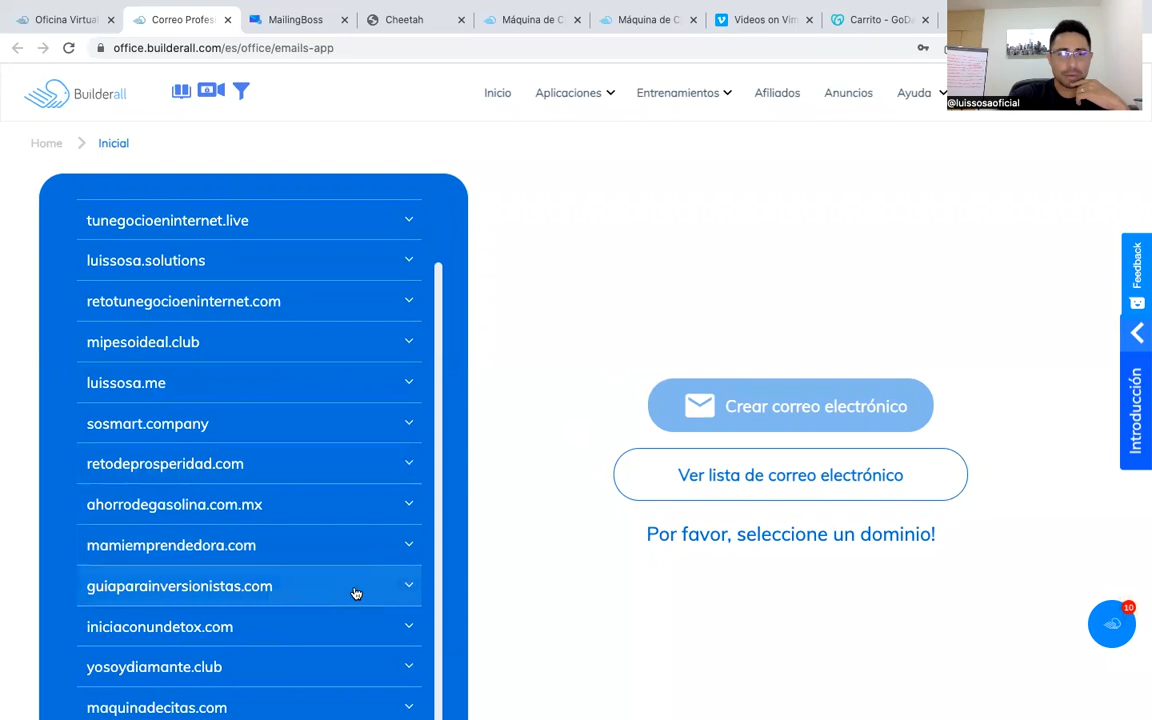 Oficina Virtual
Correo Profes
MailingBoss
Cheetah
Máquina de C
Máquina de C
Videos on Vim
Carrito - GoDa
office.builderall.com/es/office/emails-app
Builderall
Inicio
Aplicaciones
Entrenamientos
Afiliados
Anuncios
Ayuda
@luissosaoficial
Home
Inicial
tunegocioeninternet.live
luissosa.solutions
retotunegocioeninternet.com
mipesoideal.club
luissosa.me
sosmart.company
retodeprosperidad.com
ahorrodegasolina.com.mx
mamiemprendedora.com
guiaparainversionistas.com
iniciaconundetox.com
yosoydiamante.club
maquinadecitas.com
Crear correo electrónico
Ver lista de correo electrónico
Por favor, seleccione un dominio!
Feedback
Introducción
10